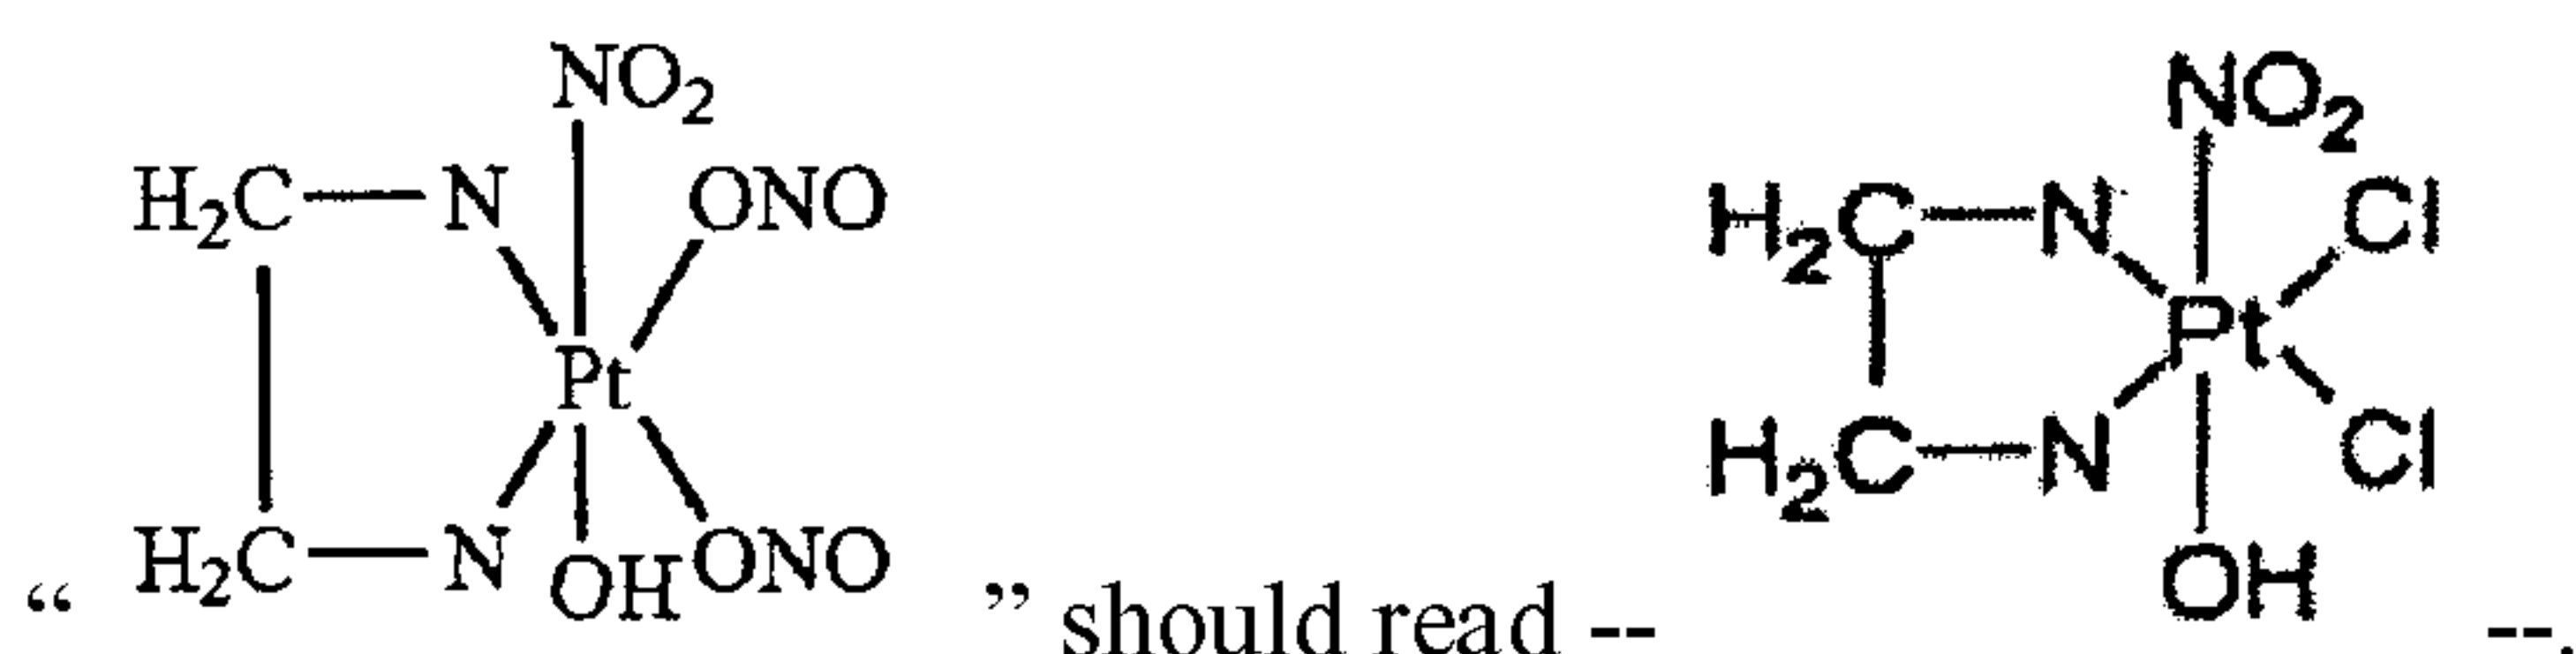 NO2 NO2
H2C N ONO H2C N Cl
Pt Pt
H2C N OH ONO H2C N Cl
“ ” should read -- OH --.